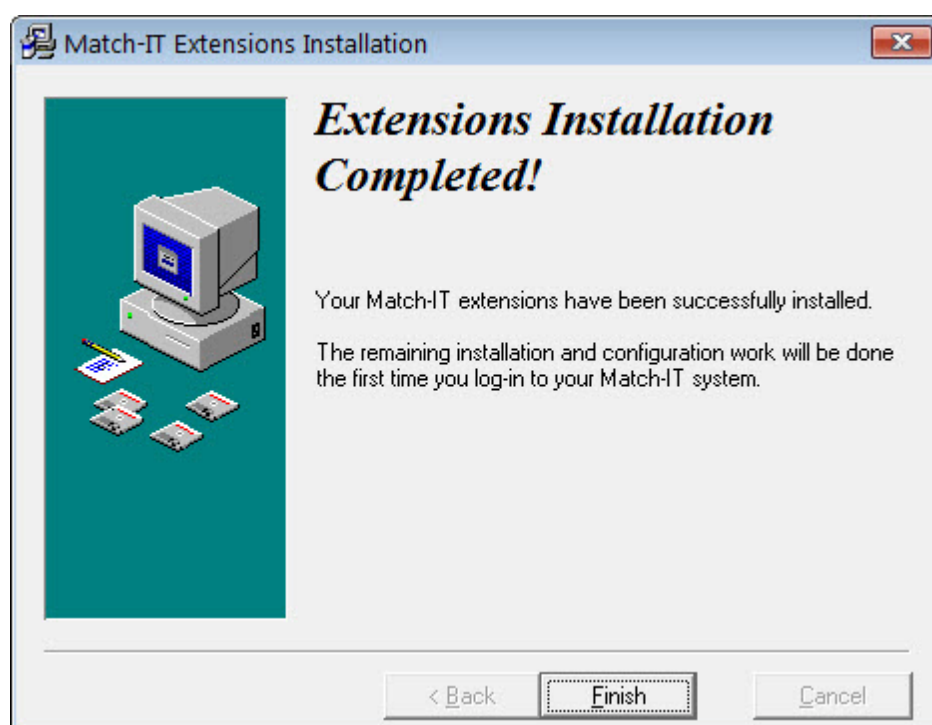 Match-IT Extensions Installation
Extensions Installation
Completed!
Your Match-IT extensions have been successfully installed.
The remaining installation and configuration work will be done
the first time you log-in to your Match-IT system.
< Back
Finish
Cancel